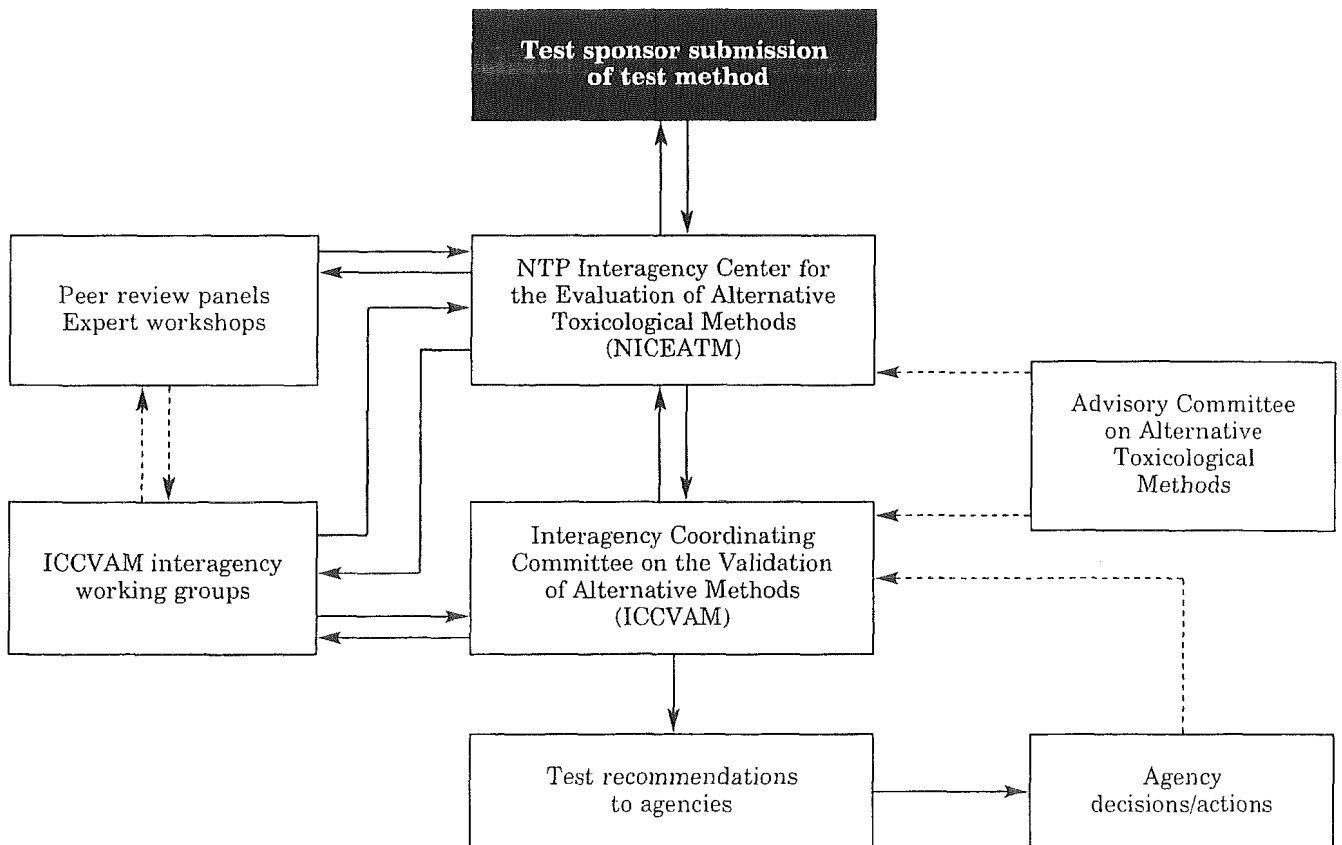 Test sponsor submission
of test method
Peer review panels
Expert workshops
NTP Interagency Center for
the Evaluation of Alternative
Toxicological Methods
(NICEATM)
Advisory Committee
on Alternative
Toxicological
Methods
ICCVAM interagency
working groups
Interagency Coordinating
Committee on the Validation
of Alternative Methods
(ICCVAM)
Test recommendations
to agencies
Agency
decisions/actions